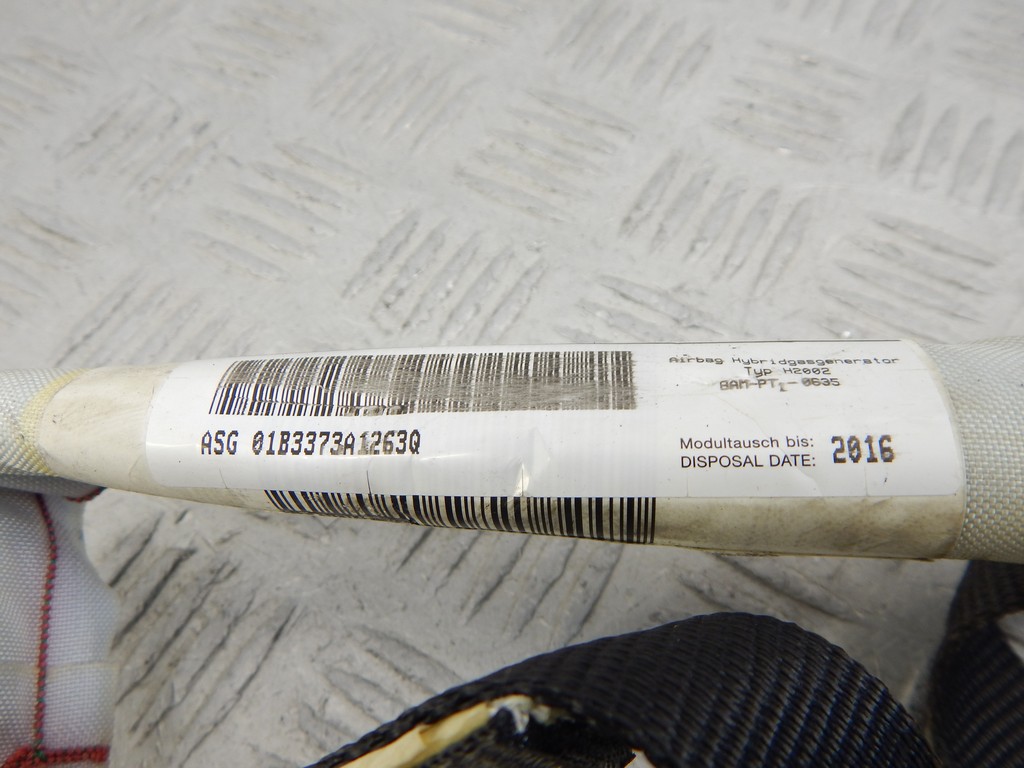 Airbag Hybridgasgenerator
Typ H2002
BAM-PT₁-0635
ASG 01B3373A1263Q
Modultausch bis:
DISPOSAL DATE: 2016